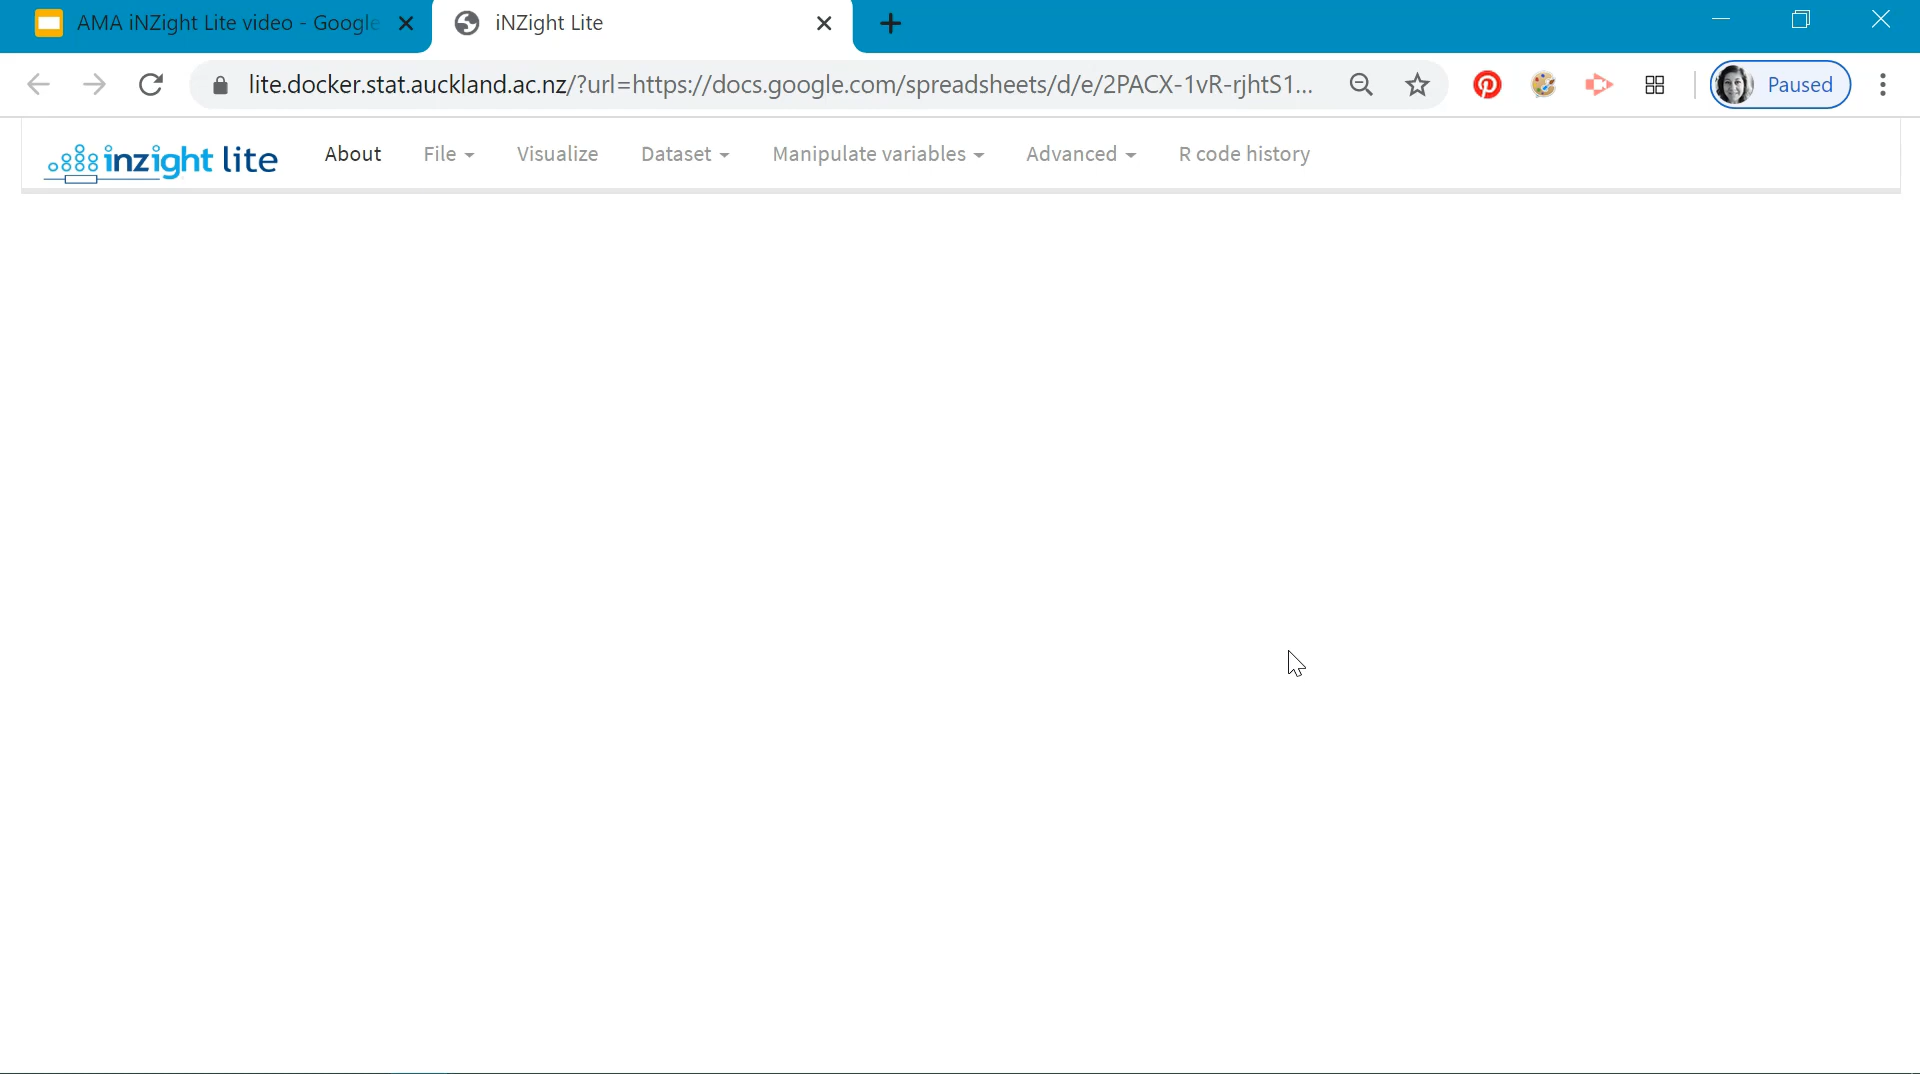 AMA iNZight Lite video - Google
iNZight Lite
lite.docker.stat.auckland.ac.nz/?url=https://docs.google.com/spreadsheets/d/e/2PACX-1vR-rjhtS1...
Paused
inzight lite
About
File
Visualize
Dataset
Manipulate variables
Advanced
R code history